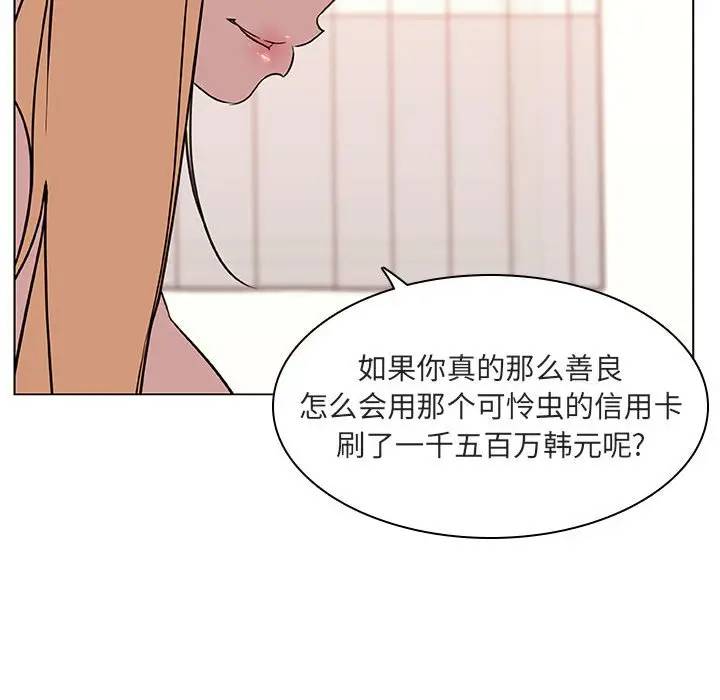 如果你真的那么善良
怎么会用那个可怜虫的信用卡
刷了一千五百万韩元呢?